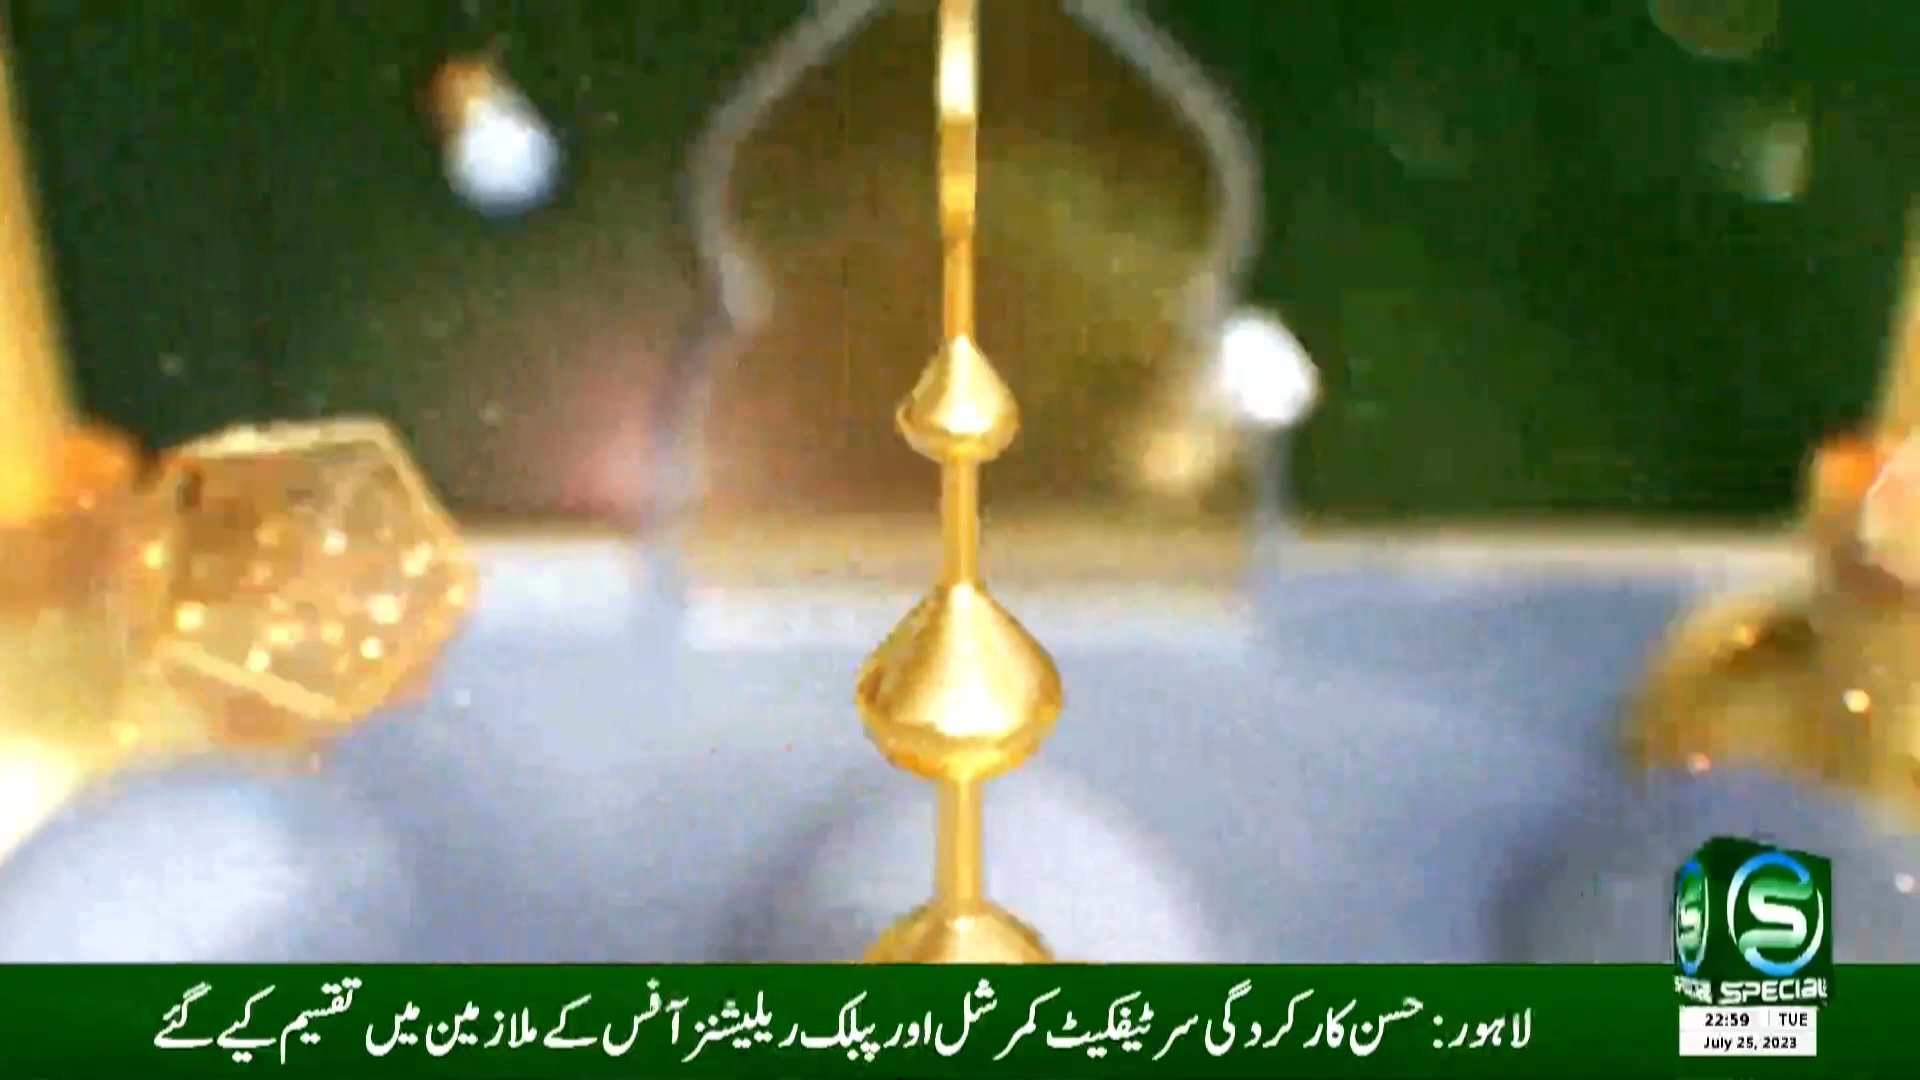 لاہور: حسن کارکردگی سرٹیفکیٹ کمرشل اور پبلک ریلیشنز آفس کے ملازمین میں تقسیم کیے گئے
SPECIAL
22:59 TUE
July 25, 2023